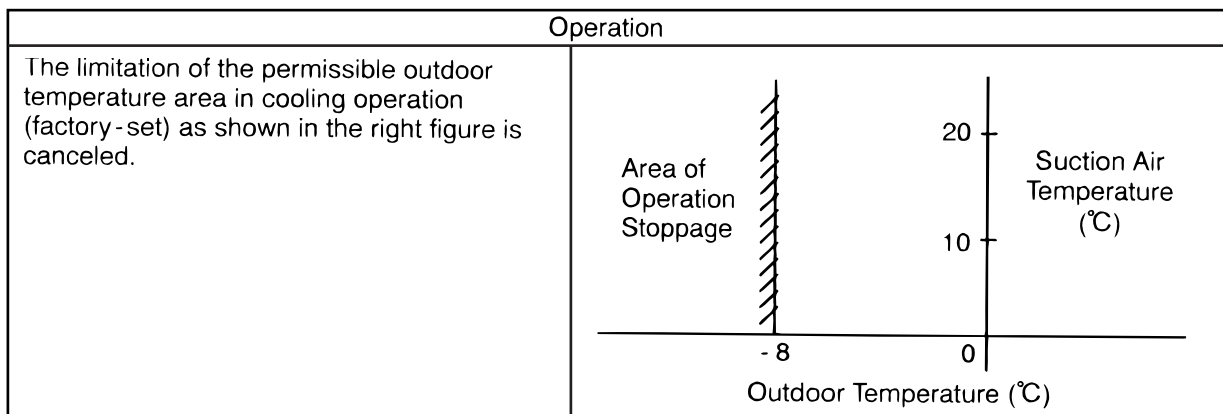 Operation
The limitation of the permissible outdoor
temperature area in cooling operation
(factory-set) as shown in the right figure is
canceled.
Area of
Operation
Stoppage
20
10
Suction Air
Temperature
(℃)
- 8
0
Outdoor Temperature (℃)